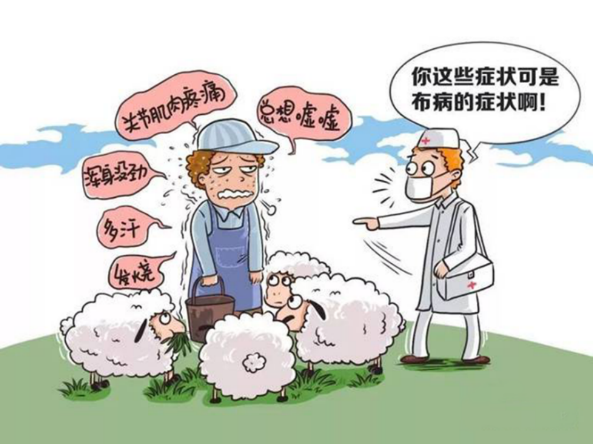 关节肌肉疼痛
总想嘘嘘
浑身没劲
多汗
发烧
你这些症状可是
布病的症状啊!